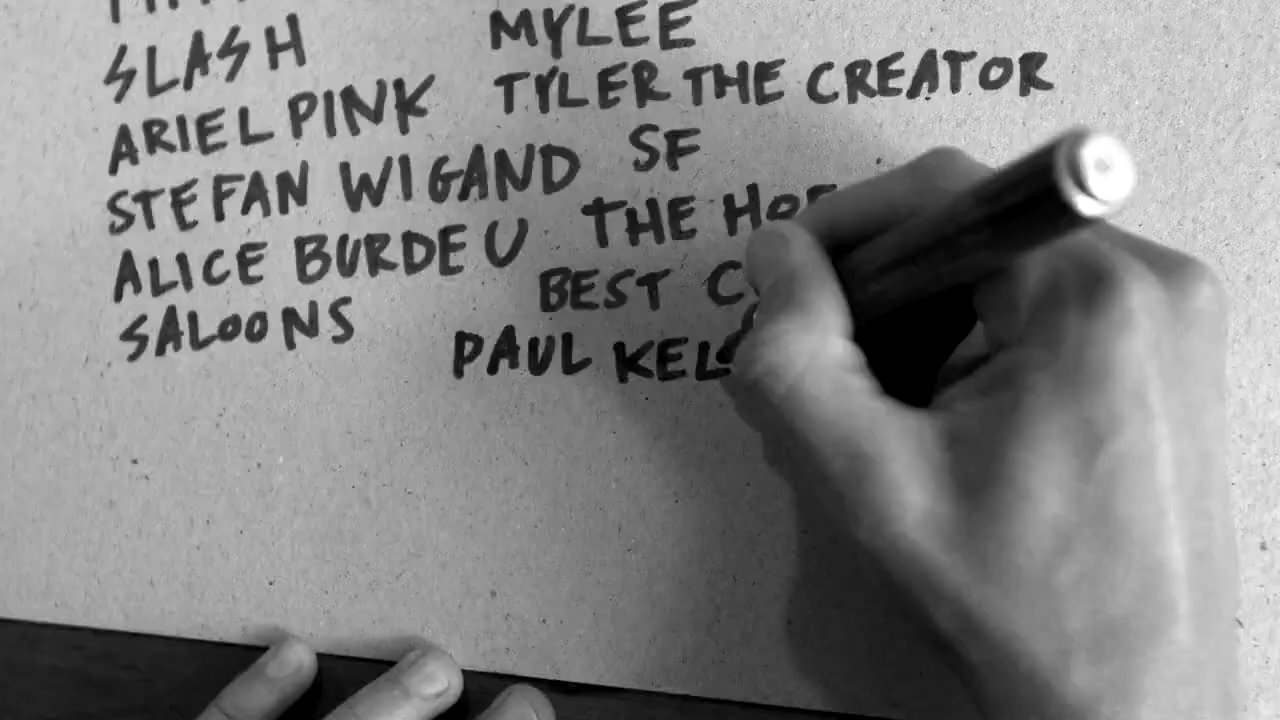 SLASH
MYLEE
ARIEL PINK
TYLER THE CREATOR
STEFAN WIGAND
SF
ALICE BURDEU
THE
BEST
SALOONS
PAUL